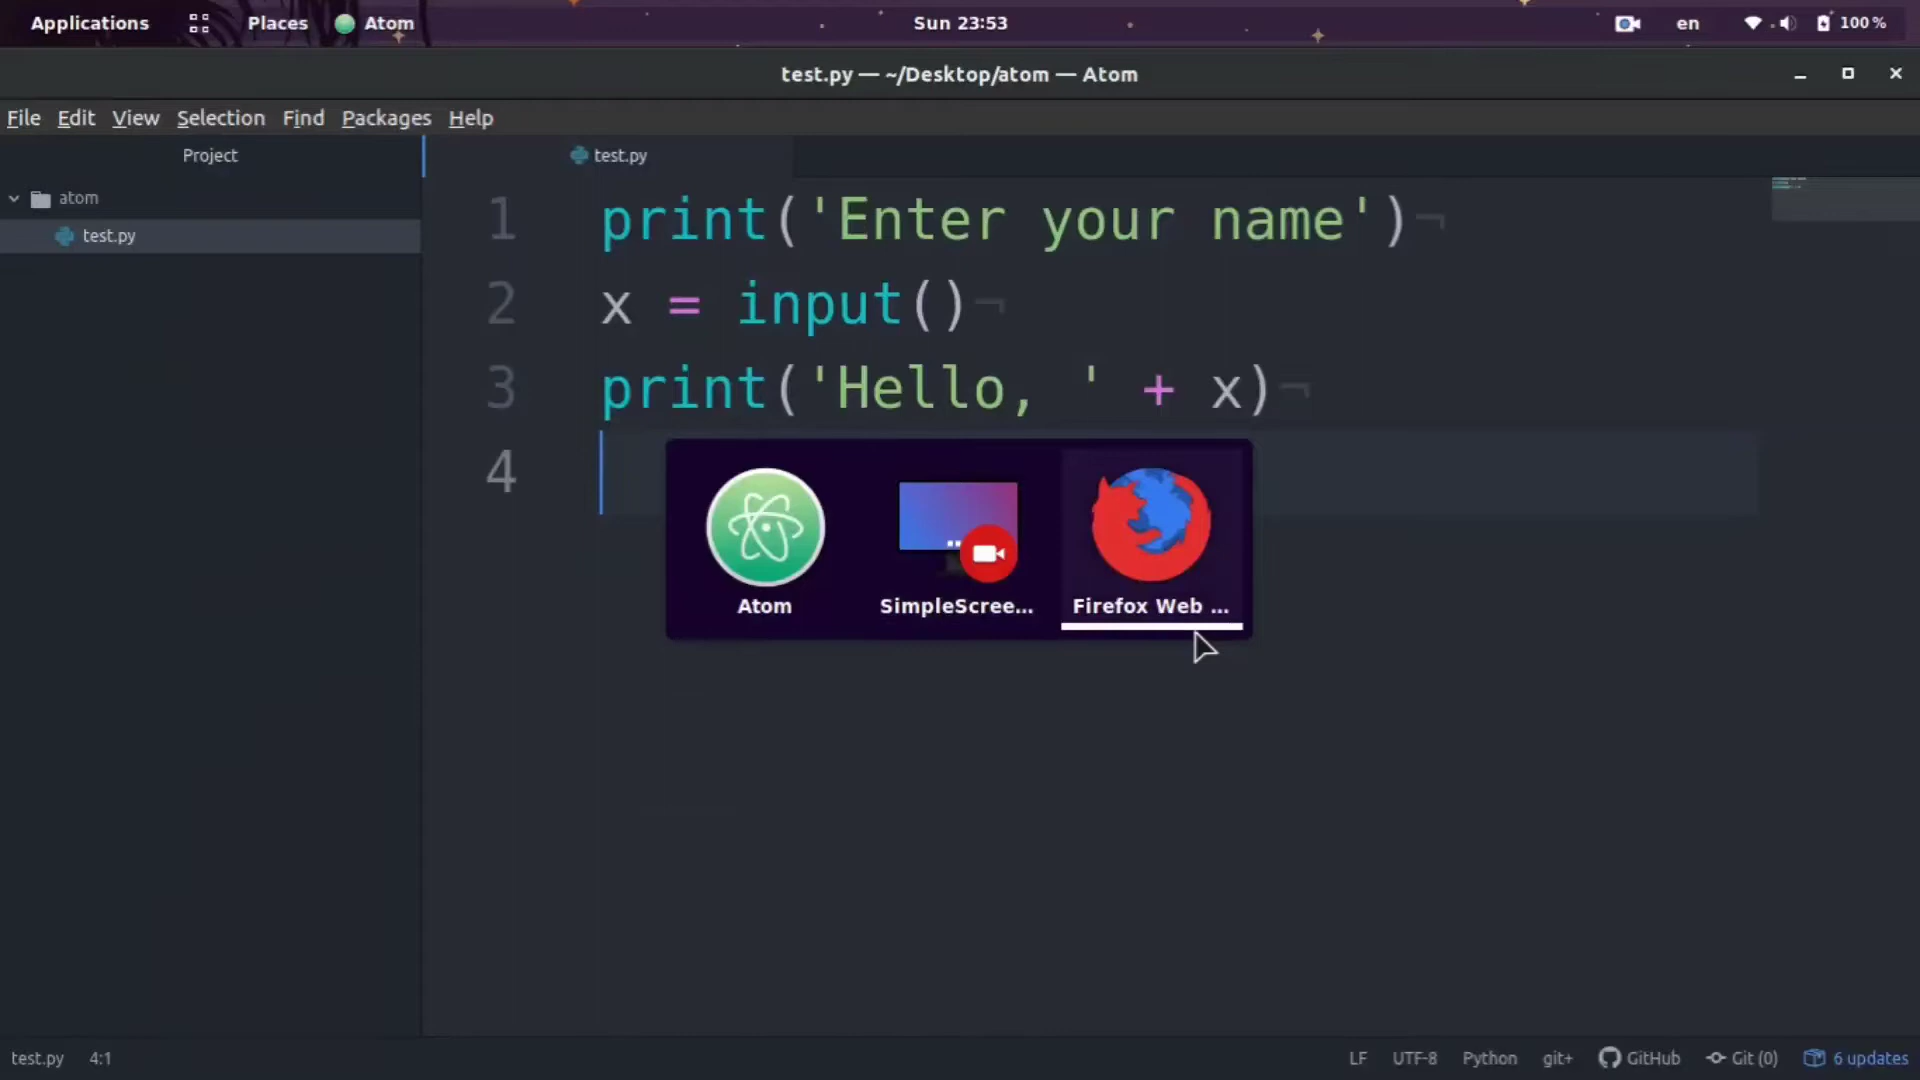 Applications Places Atom Sun 23:53 en 100%
test.py — ~/Desktop/atom — Atom
File Edit View Selection Find Packages Help
Project test.py
atom
test.py
1 print('Enter your name')¬
2 x = input()¬
3 print('Hello, ' + x)¬
4
Atom SimpleScree... Firefox Web ...
test.py 4:1 LF UTF-8 Python git+ GitHub Git (0) 6 updates